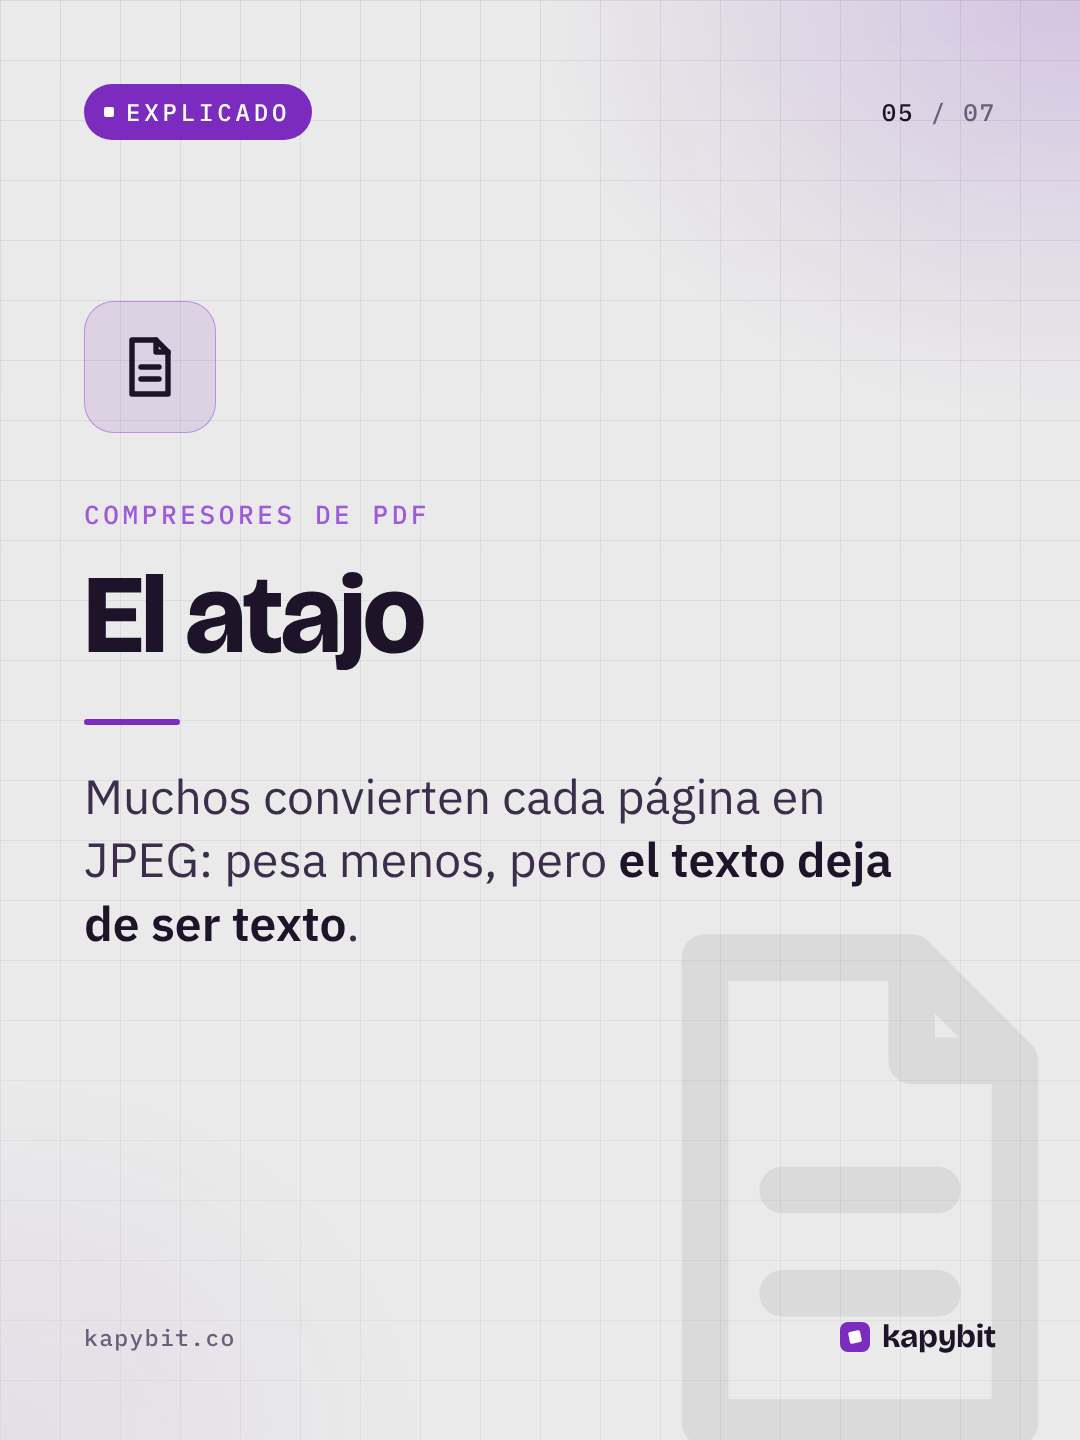 EXPLICADO
05 / 07
COMPRESORES DE PDF
El atajo
Muchos convierten cada página en
JPEG: pesa menos, pero el texto deja
de ser texto.
kapybit.co
kapybit